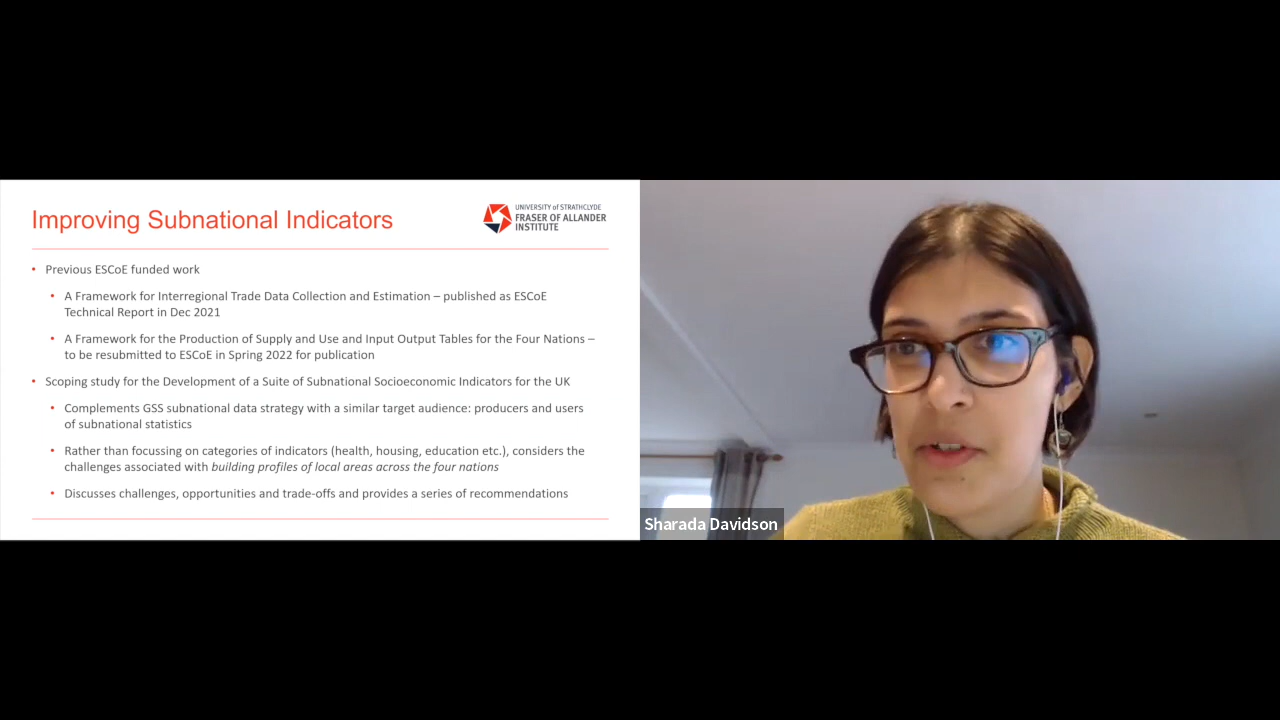 Improving Subnational Indicators
UNIVERSITY of STRATHCLYDE
FRASER OF ALLANDER
INSTITUTE
• Previous ESCoE funded work
• A Framework for Interregional Trade Data Collection and Estimation – published as ESCoE
Technical Report in Dec 2021
• A Framework for the Production of Supply and Use and Input Output Tables for the Four Nations –
to be resubmitted to ESCoE in Spring 2022 for publication
• Scoping study for the Development of a Suite of Subnational Socioeconomic Indicators for the UK
• Complements GSS subnational data strategy with a similar target audience: producers and users
of subnational statistics
• Rather than focussing on categories of indicators (health, housing, education etc.), considers the
challenges associated with building profiles of local areas across the four nations
• Discusses challenges, opportunities and trade-offs and provides a series of recommendations
Sharada Davidson